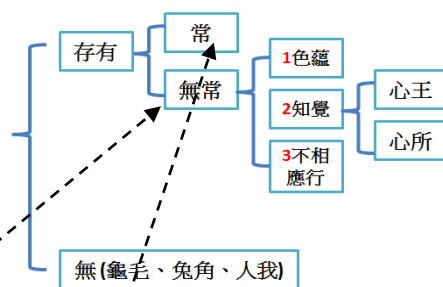 常
存有
無常
1色蘊
2知覺
心王
心所
3不相
應行
無(龜毛、兔角、人我)